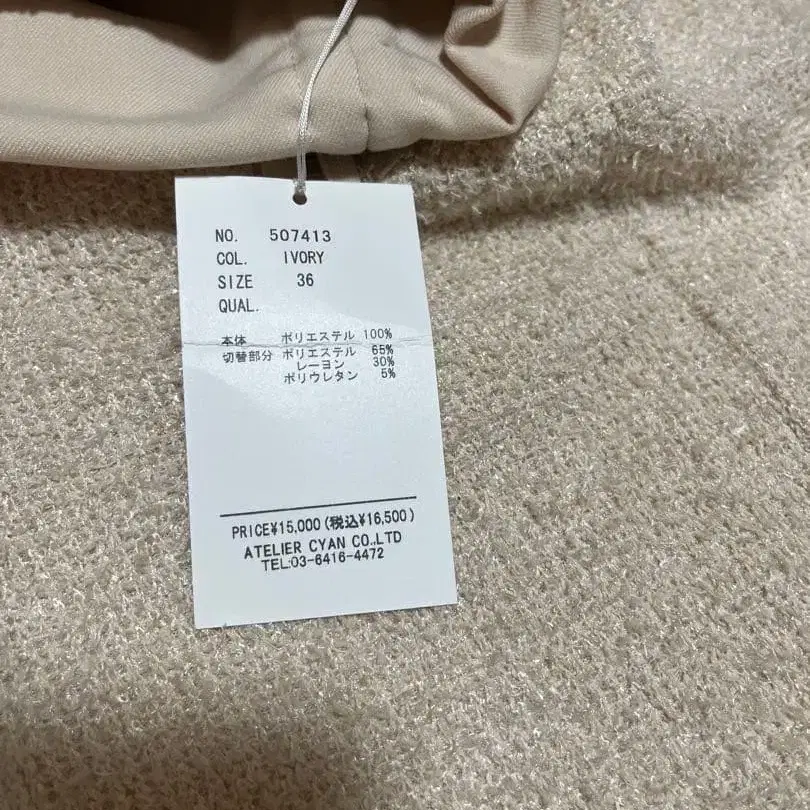 NO. 507413
COL. IVORY
SIZE 36
QUAL.
本体 ポリエステル 100%
切替部分 ポリエステル 65%
レーヨン 30%
ポリウレタン 5%
PRICE¥15,000(税込¥16,500)
ATELIER CYAN CO.,LTD
TEL:03-6416-4472